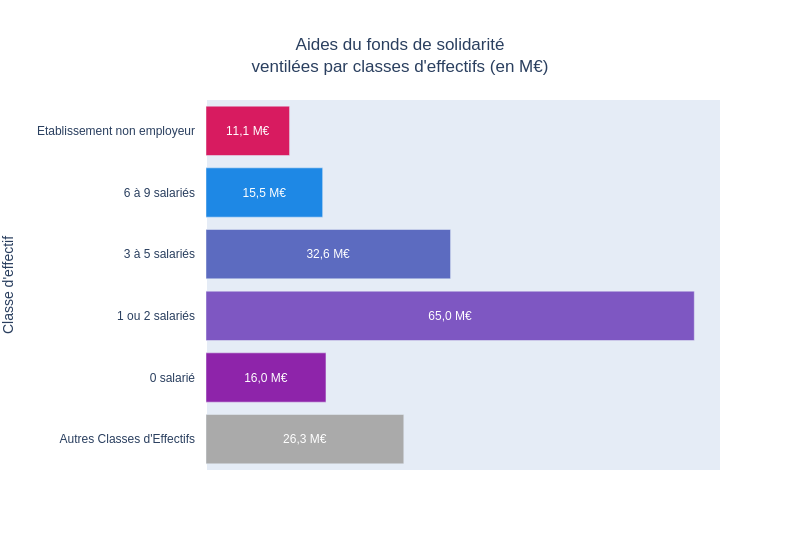 Aides du fonds de solidarité
ventilées par classes d'effectifs (en M€)
Classe d'effectif
Etablissement non employeur
11,1 M€
6 à 9 salariés
15,5 M€
3 à 5 salariés
32,6 M€
1 ou 2 salariés
65,0 M€
0 salarié
16,0 M€
Autres Classes d'Effectifs
26,3 M€